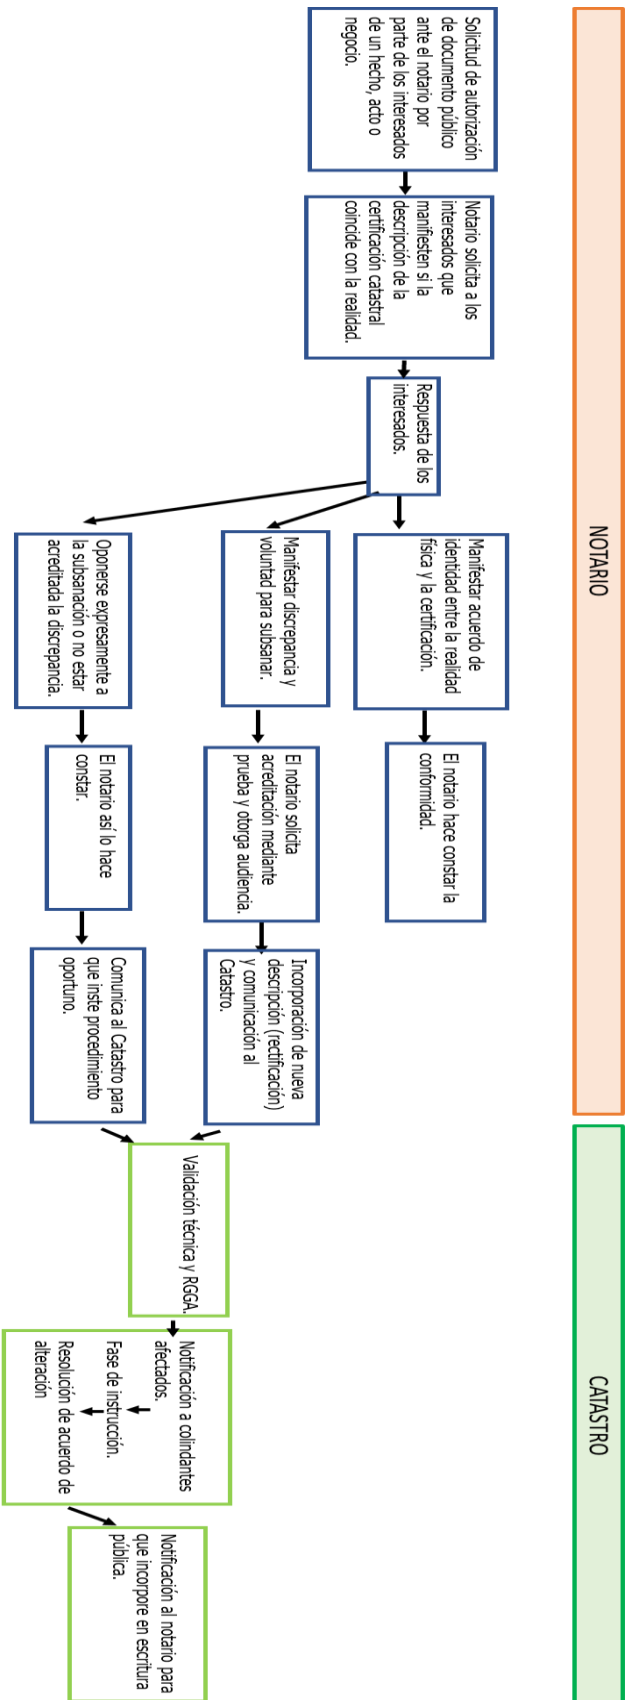 NOTARIO
CATASTRO
Solicitud de autorización
de documento público
ante el notario por
parte de los interesados
de un hecho, acto o
negocio.
Notario solicita a los
interesados que
manifiesten si la
descripción de la
certificación catastral
coincide con la realidad.
Respuesta de los
interesados.
Manifestar acuerdo de
identidad entre la realidad
física y la certificación.
El notario hace constar la
conformidad.
Manifestar discrepancia y
voluntad para subsanar.
El notario solicita
acreditación mediante
prueba y otorga audiencia.
Incorporación de nueva
descripción (rectificación)
y comunicación al
Catastro.
Oponerse expresamente a
la subsanación o no estar
acreditada la discrepancia.
El notario así lo hace
constar.
Comunica al Catastro para
que inste procedimiento
oportuno.
Validación técnica y RGGA.
Notificación a colindantes
afectados.
Fase de instrucción.
Resolución de acuerdo de
alteración
Notificación al notario para
que incorpore en escritura
pública.